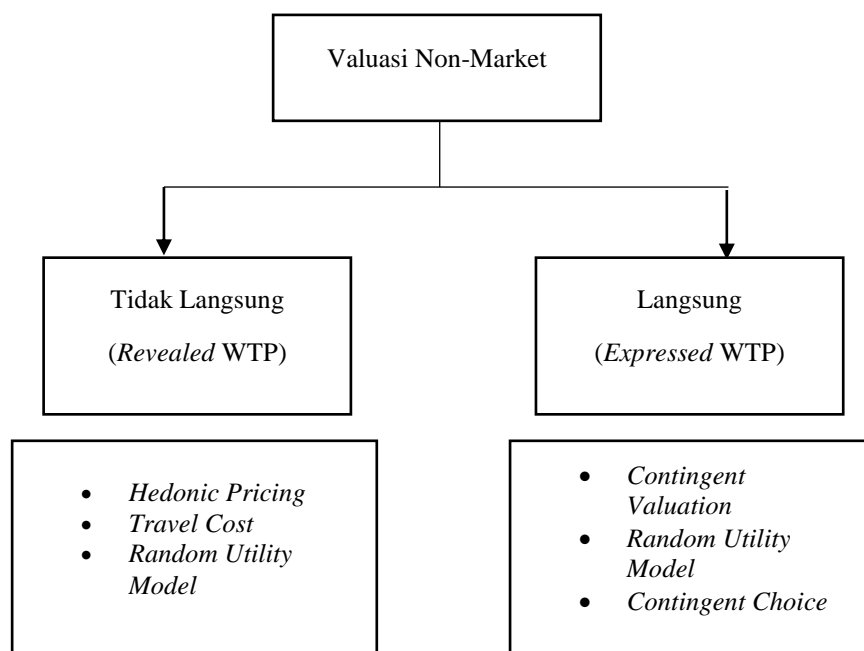 Valuasi Non-Market
Tidak Langsung
(Revealed WTP)
Langsung
(Expressed WTP)
• Hedonic Pricing
• Travel Cost
• Random Utility
Model
• Contingent
Valuation
• Random Utility
Model
• Contingent Choice